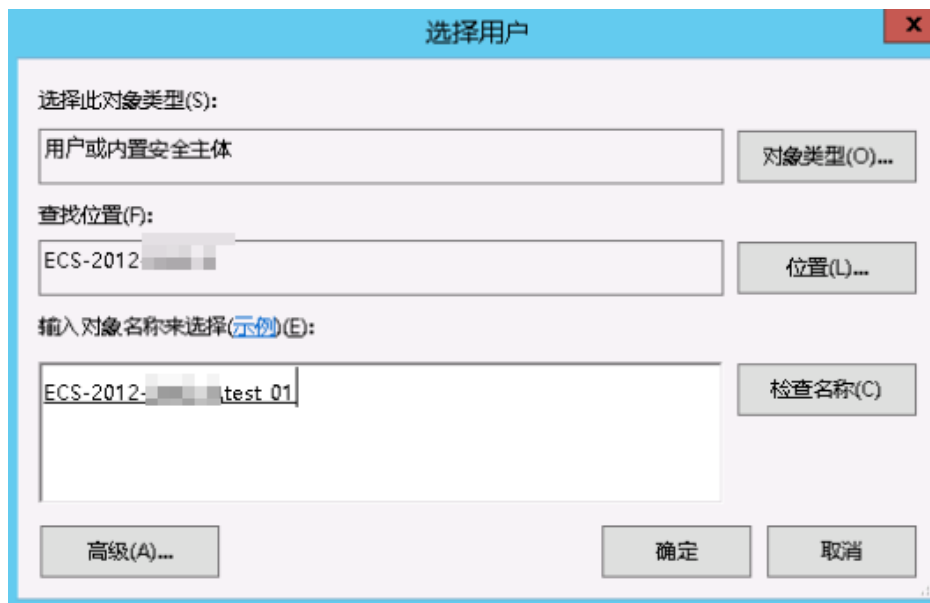 选择用户
选择此对象类型(S):
用户或内置安全主体
对象类型(O)...
查找位置(F):
ECS-2012-
位置(L)...
输入对象名称来选择(示例)(E):
ECS-2012-\test_01
检查名称(C)
高级(A)...
确定
取消